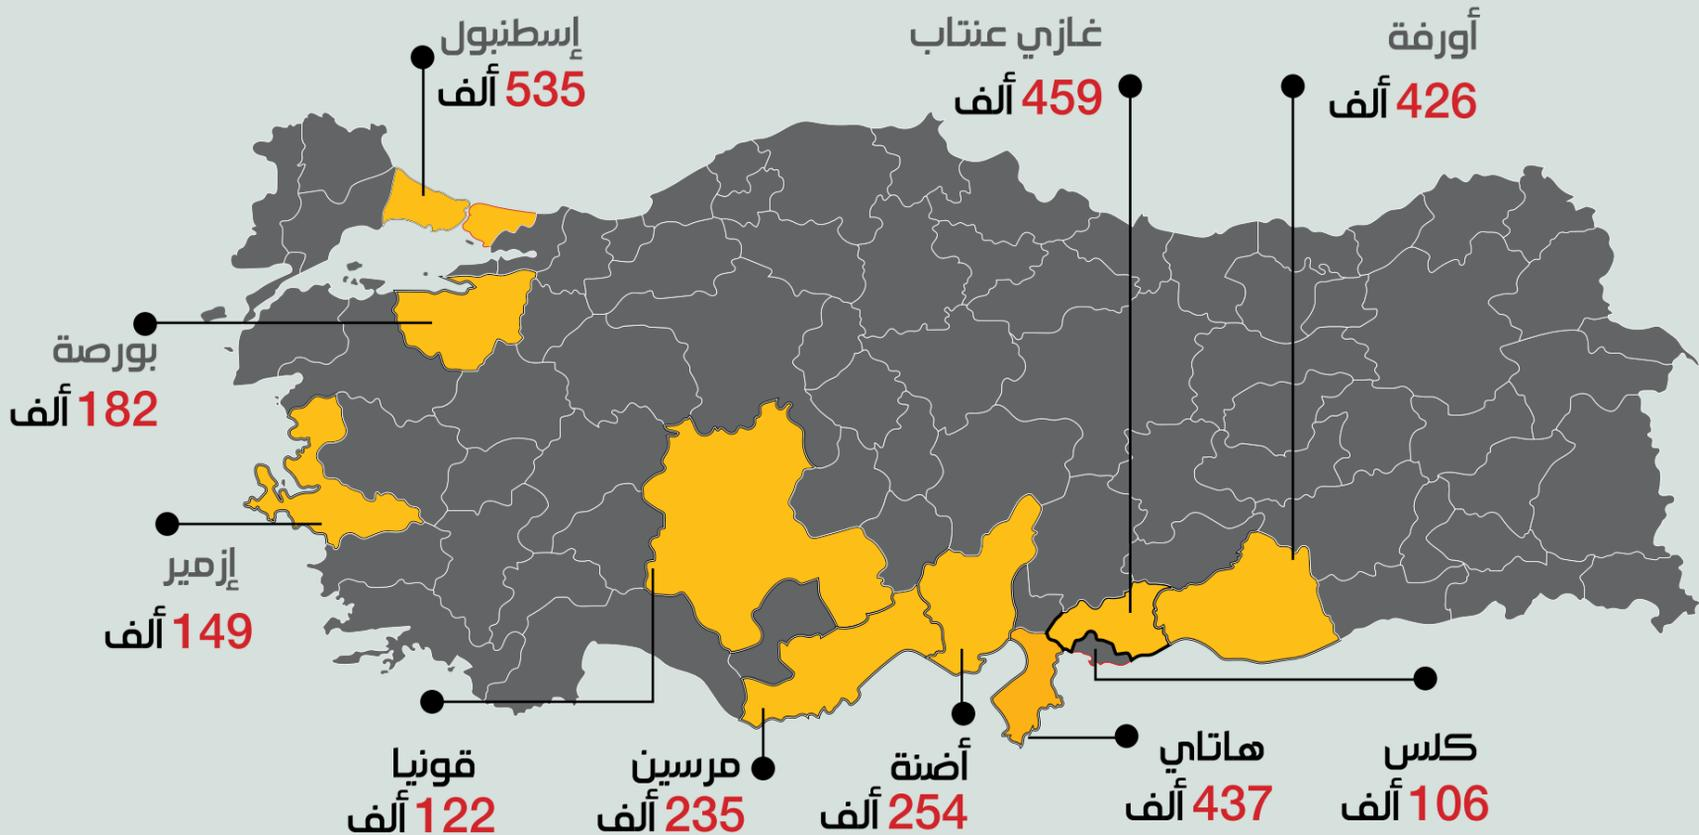 أورفة
426 ألف
غازي عنتاب
459 ألف
إسطنبول
535 ألف
بورصة
182 ألف
إزمير
149 ألف
كلس
106 ألف
هاتاي
437 ألف
أضنة
254 ألف
مرسين
235 ألف
قونيا
122 ألف